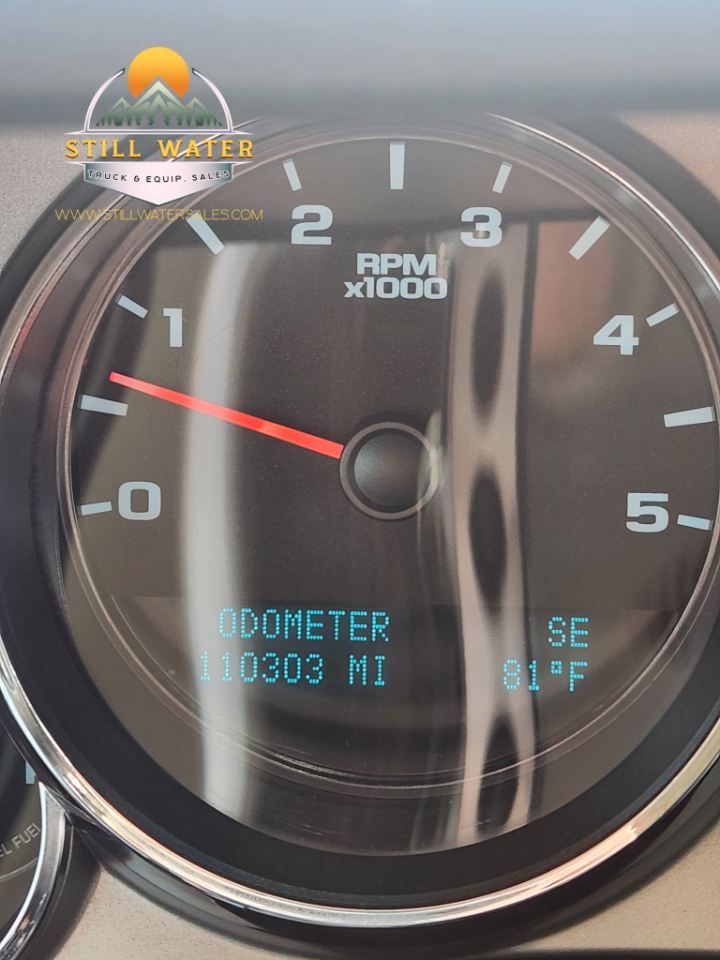 STILL WATER
TRUCK & EQUIP. SALES
WWW.STILLWATERSALES.COM
2
3
RPM
x1000
1
4
0
5
ODOMETER SE
110303 MI 81°F
FUEL